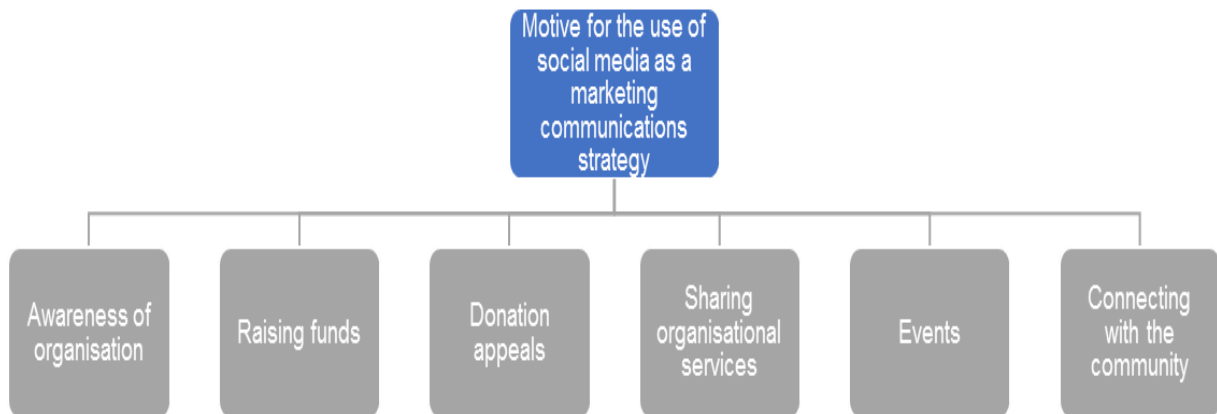 Motive for the use of
social media as a
marketing
communications
strategy
Awareness of
organisation
Raising funds
Donation
appeals
Sharing
organisational
services
Events
Connecting
with the
community